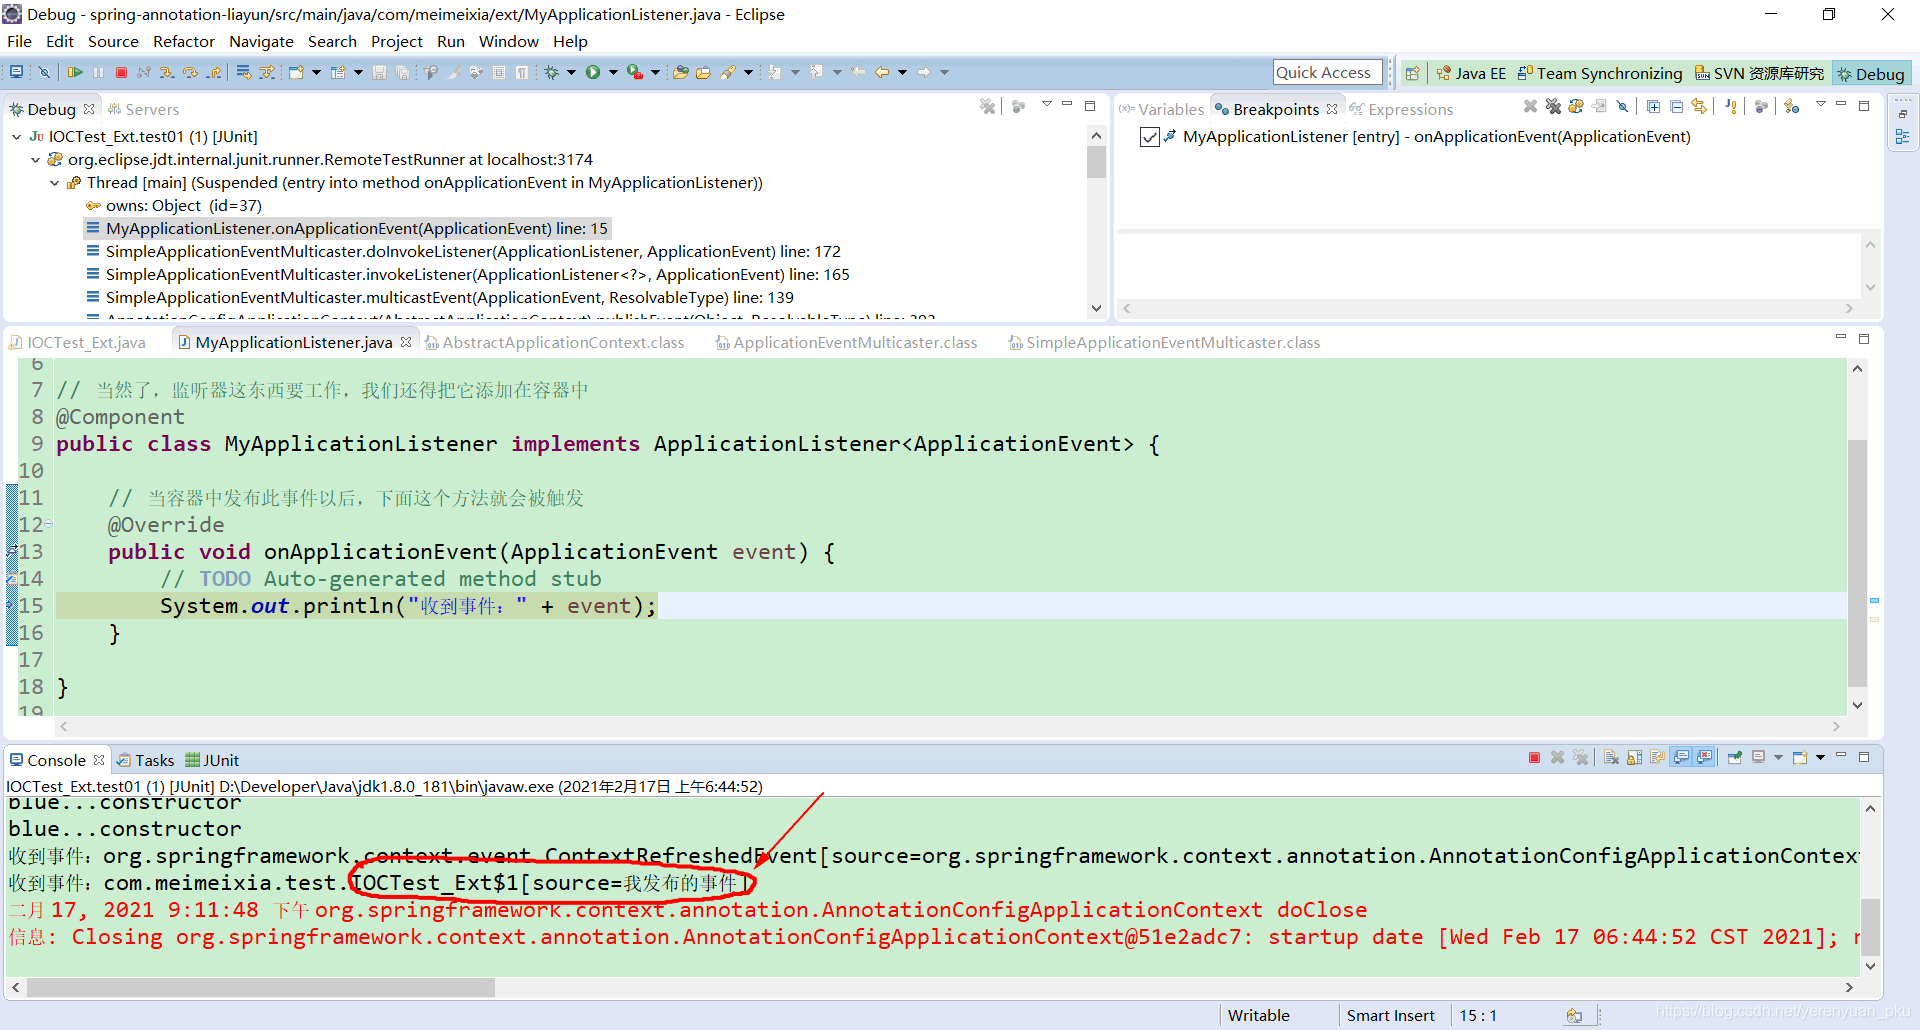 Debug - spring-annotation-liayun/src/main/java/com/meimeixia/ext/MyApplicationListener.java - Eclipse
File Edit Source Refactor Navigate Search Project Run Window Help
Quick Access Java EE Team Synchronizing SVN 资源库研究 Debug
Debug Servers
IOCTest_Ext.test01 (1) [JUnit]
org.eclipse.jdt.internal.junit.runner.RemoteTestRunner at localhost:3174
Thread [main] (Suspended (entry into method onApplicationEvent in MyApplicationListener))
owns: Object (id=37)
MyApplicationListener.onApplicationEvent(ApplicationEvent) line: 15
SimpleApplicationEventMulticaster.doInvokeListener(ApplicationListener, ApplicationEvent) line: 172
SimpleApplicationEventMulticaster.invokeListener(ApplicationListener<?>, ApplicationEvent) line: 165
SimpleApplicationEventMulticaster.multicastEvent(ApplicationEvent, ResolvableType) line: 139
(x)= Variables Breakpoints Expressions
MyApplicationListener [entry] - onApplicationEvent(ApplicationEvent)
IOCTest_Ext.java MyApplicationListener.java AbstractApplicationContext.class ApplicationEventMulticaster.class SimpleApplicationEventMulticaster.class
6
7 // 当然了，监听器这东西要工作，我们还得把它添加在容器中
8 @Component
9 public class MyApplicationListener implements ApplicationListener<ApplicationEvent> {
10
11 // 当容器中发布此事件以后，下面这个方法就会被触发
12 @Override
13 public void onApplicationEvent(ApplicationEvent event) {
14 // TODO Auto-generated method stub
15 System.out.println("收到事件：" + event);
16 }
17
18 }
19
Console Tasks JUnit
IOCTest_Ext.test01 (1) [JUnit] D:\Developer\Java\jdk1.8.0_181\bin\javaw.exe (2021年2月17日 上午6:44:52)
blue...constructor
blue...constructor
收到事件：org.springframework.context.event.ContextRefreshedEvent[source=org.springframework.context.annotation.AnnotationConfigApplicationContex
收到事件：com.meimeixia.test.IOCTest_Ext$1[source=我发布的事件]
二月 17, 2021 9:11:48 下午 org.springframework.context.annotation.AnnotationConfigApplicationContext doClose
信息: Closing org.springframework.context.annotation.AnnotationConfigApplicationContext@51e2adc7: startup date [Wed Feb 17 06:44:52 CST 2021]; r
Writable Smart Insert 15 : 1
https://blog.csdn.net/yerenyuan_pku